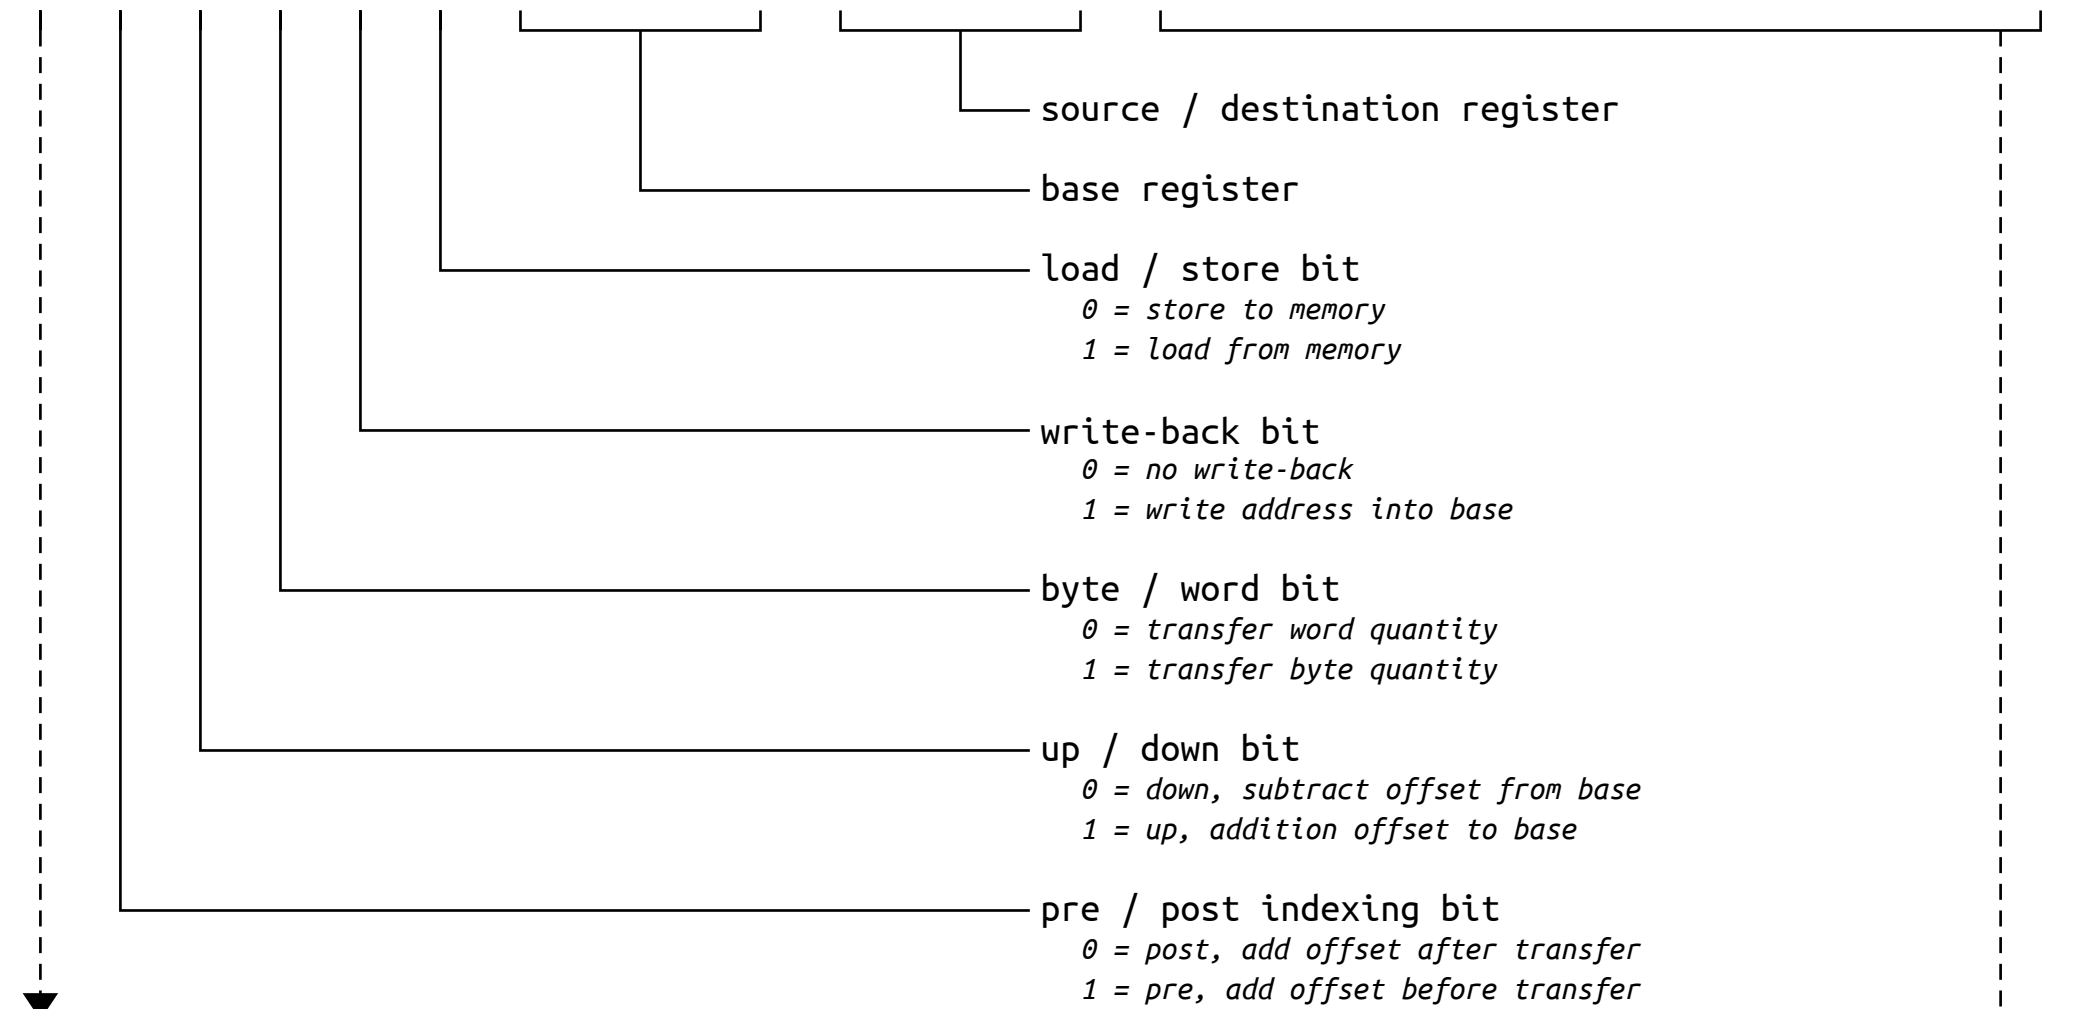 source / destination register
base register
load / store bit
0 = store to memory
1 = load from memory
write-back bit
0 = no write-back
1 = write address into base
byte / word bit
0 = transfer word quantity
1 = transfer byte quantity
up / down bit
0 = down, subtract offset from base
1 = up, addition offset to base
pre / post indexing bit
0 = post, add offset after transfer
1 = pre, add offset before transfer